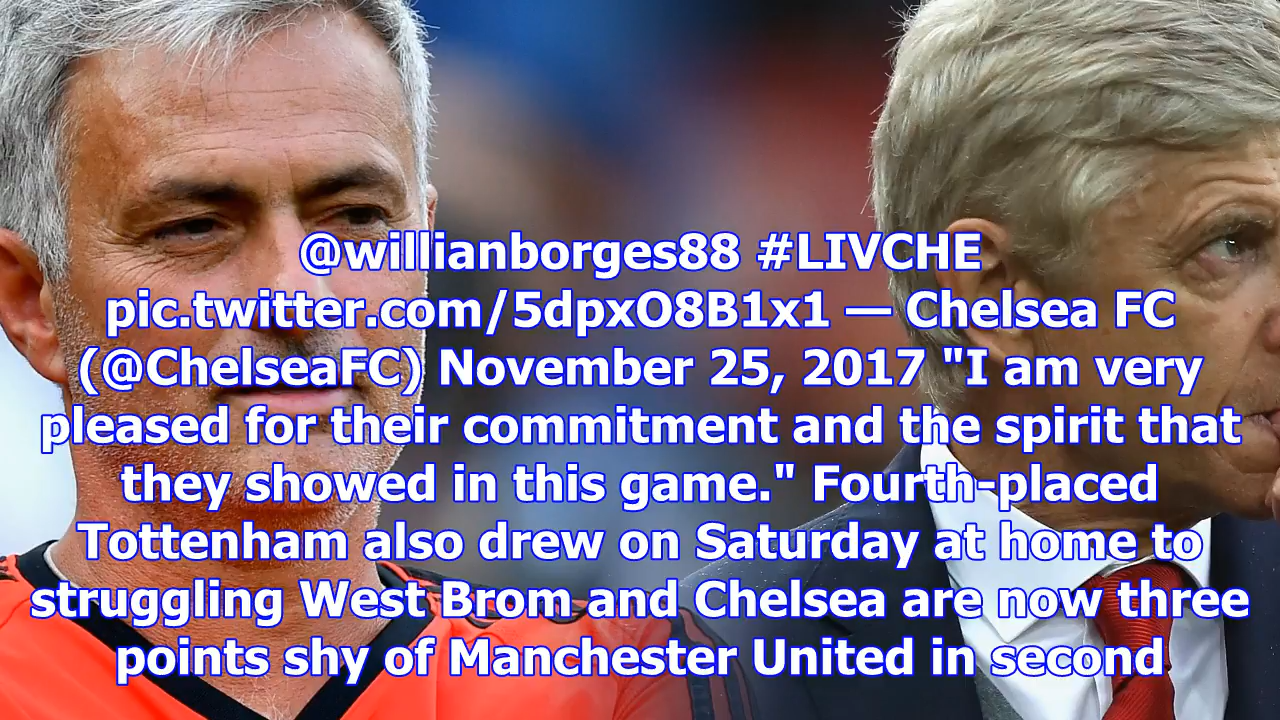 @willianborges88 #LIVCHE
pic.twitter.com/5dpxO8B1x1 — Chelsea FC
(@ChelseaFC) November 25, 2017 "I am very
pleased for their commitment and the spirit that
they showed in this game." Fourth-placed
Tottenham also drew on Saturday at home to
struggling West Brom and Chelsea are now three
points shy of Manchester United in second